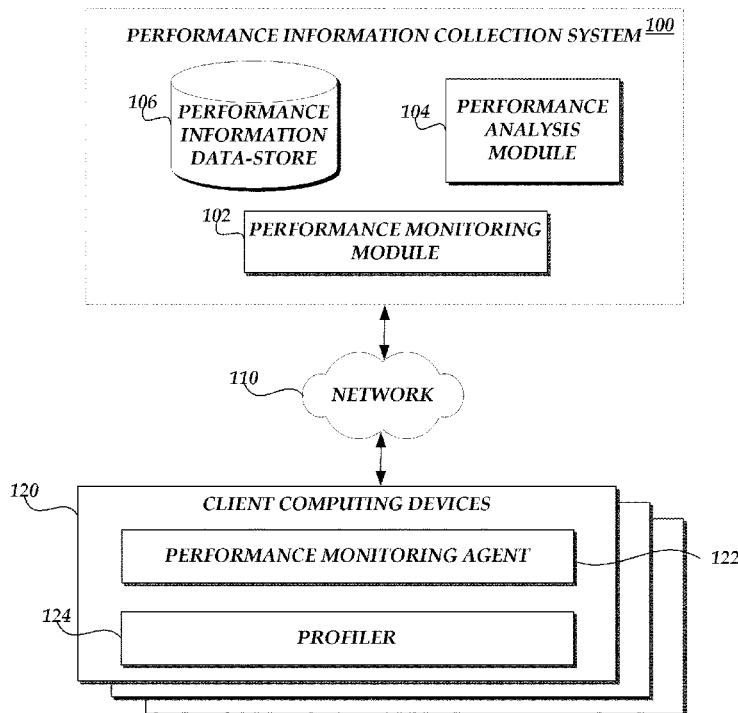 PERFORMANCE INFORMATION COLLECTION SYSTEM 100
106
PERFORMANCE
INFORMATION
DATA-STORE
104
PERFORMANCE
ANALYSIS
MODULE
102
PERFORMANCE MONITORING
MODULE
110
NETWORK
120
CLIENT COMPUTING DEVICES
PERFORMANCE MONITORING AGENT
122
124
PROFILER